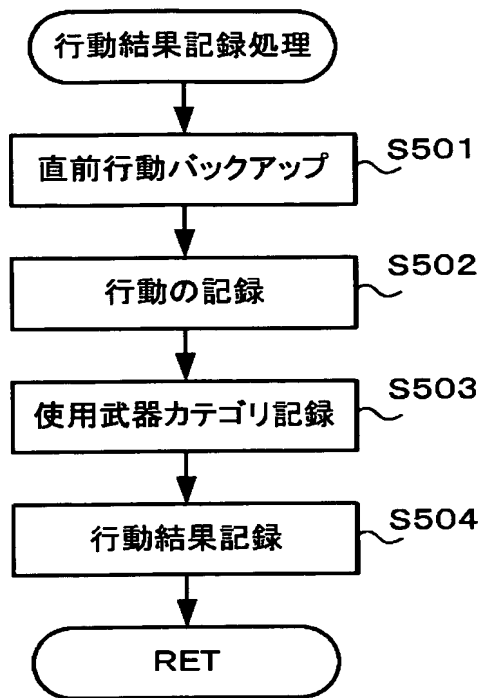 行動結果記録処理
直前行動バックアップ
S501
行動の記録
S502
使用武器カテゴリ記録
S503
行動結果記録
S504
RET